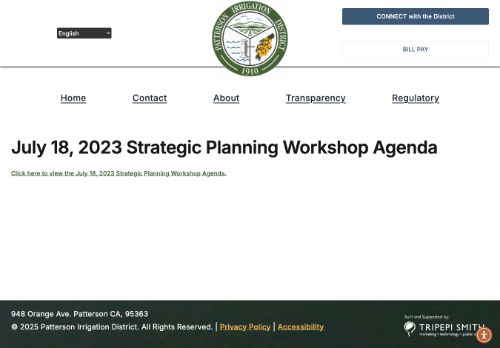 English
PATTERSON IRRIGATION DISTRICT
1910
CONNECT with the District
BILL PAY
Home
Contact
About
Transparency
Regulatory
July 18, 2023 Strategic Planning Workshop Agenda
Click here to view the July 18, 2023 Strategic Planning Workshop Agenda.
948 Orange Ave. Patterson CA, 95363
© 2025 Patterson Irrigation District. All Rights Reserved. | Privacy Policy | Accessibility
Built and Supported by:
TRIPEPI SMITH
marketing • technology • public